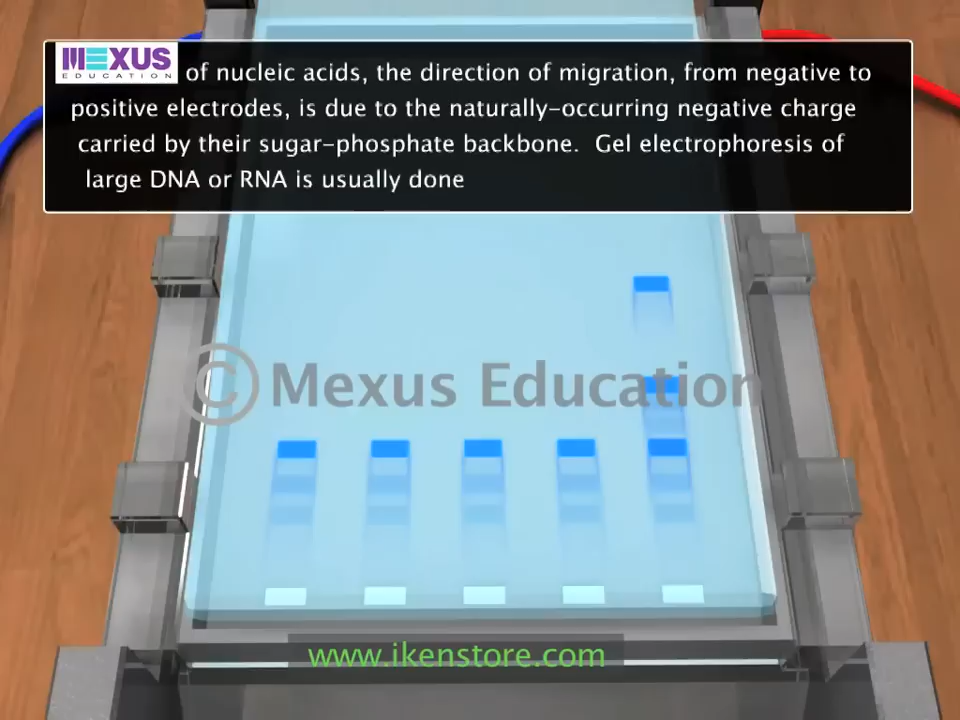 MEXUS
EDUCATION
of nucleic acids, the direction of migration, from negative to
positive electrodes, is due to the naturally-occurring negative charge
carried by their sugar-phosphate backbone. Gel electrophoresis of
large DNA or RNA is usually done
© Mexus Education
www.ikenstore.com